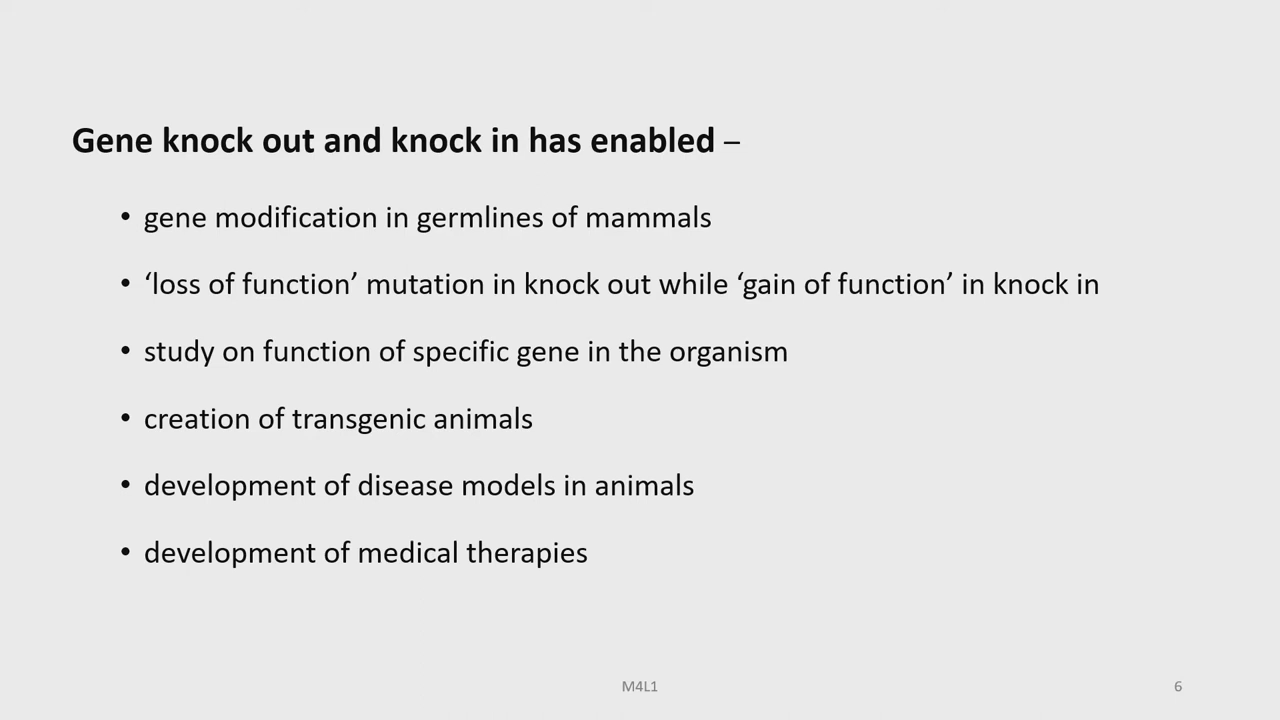 Gene knock out and knock in has enabled –
• gene modification in germlines of mammals
• ‘loss of function’ mutation in knock out while ‘gain of function’ in knock in
• study on function of specific gene in the organism
• creation of transgenic animals
• development of disease models in animals
• development of medical therapies
M4L1
6